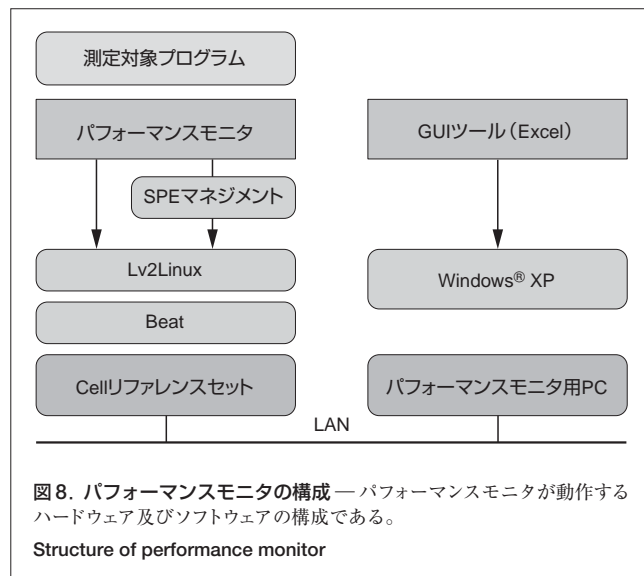 測定対象プログラム
パフォーマンスモニタ
SPEマネジメント
Lv2Linux
Beat
Cellリファレンスセット
GUIツール（Excel）
Windows® XP
パフォーマンスモニタ用PC
LAN
図8．パフォーマンスモニタの構成 — パフォーマンスモニタが動作する
ハードウェア及びソフトウェアの構成である。
Structure of performance monitor